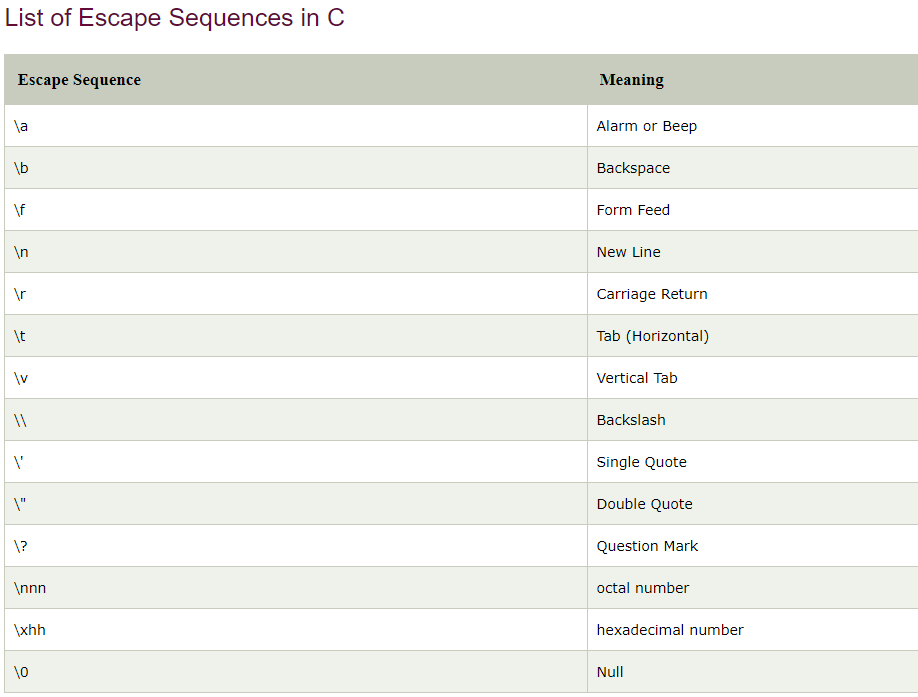 List of Escape Sequences in C
Escape Sequence Meaning
\a Alarm or Beep
\b Backspace
\f Form Feed
\n New Line
\r Carriage Return
\t Tab (Horizontal)
\v Vertical Tab
\\ Backslash
\' Single Quote
\" Double Quote
\? Question Mark
\nnn octal number
\xhh hexadecimal number
\0 Null